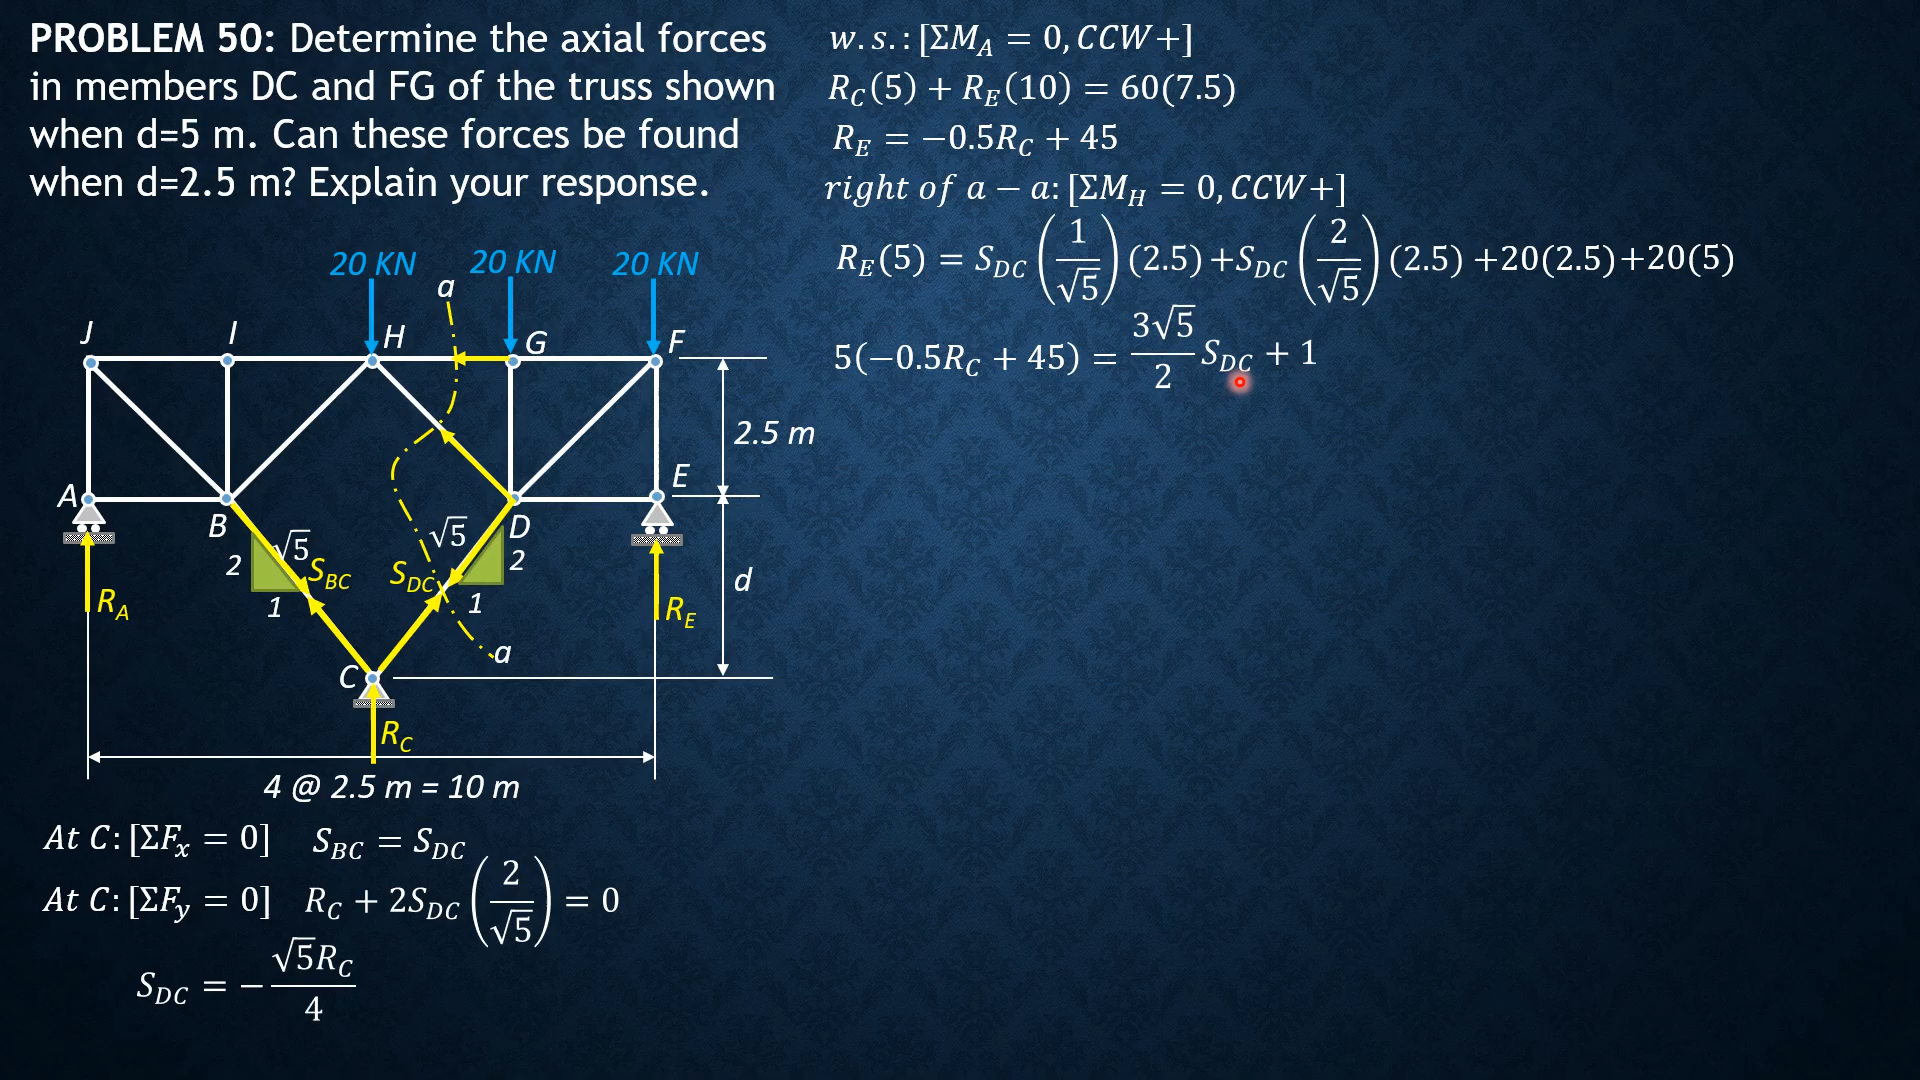 PROBLEM 50: Determine the axial forces
in members DC and FG of the truss shown
when d=5 m. Can these forces be found
when d=2.5 m? Explain your response.
w.s.: [ΣM_A = 0, CCW+]
R_C(5) + R_E(10) = 60(7.5)
R_E = −0.5R_C + 45
right of a − a: [ΣM_H = 0, CCW+]
R_E(5) = S_DC (1/√5) (2.5) +S_DC (2/√5) (2.5) +20(2.5)+20(5)
5(−0.5R_C + 45) = 3√5/2 S_DC + 1
20 KN 20 KN 20 KN
a
J I H G F
2.5 m
A E
B D
√5 √5
2 S_BC S_DC 2
1 1
d
R_A R_E
a
C
R_C
4 @ 2.5 m = 10 m
At C: [ΣF_x = 0] S_BC = S_DC
At C: [ΣF_y = 0] R_C + 2S_DC (2/√5) = 0
S_DC = − √5R_C/4